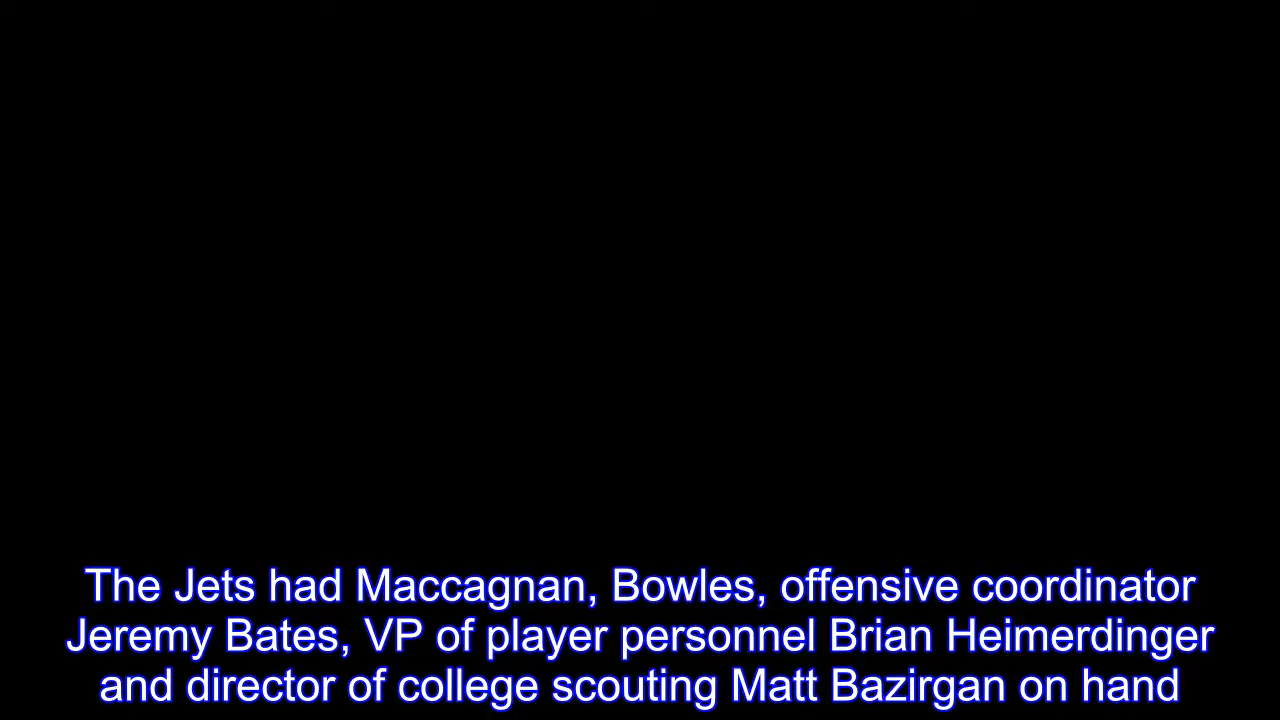 The Jets had Maccagnan, Bowles, offensive coordinator
Jeremy Bates, VP of player personnel Brian Heimerdinger
and director of college scouting Matt Bazirgan on hand